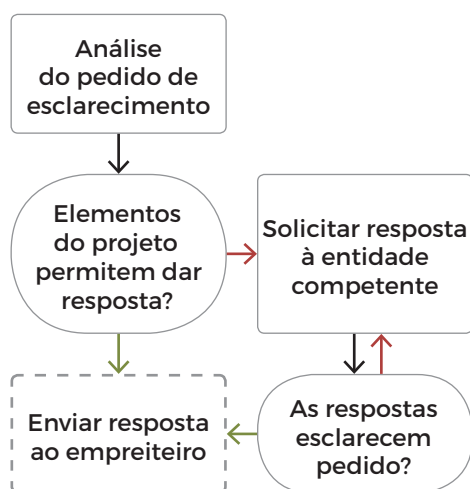 Análise
do pedido de
esclarecimento
Elementos
do projeto
permitem dar
resposta?
Solicitar resposta
à entidade
competente
Enviar resposta
ao empreiteiro
As respostas
esclarecem
pedido?